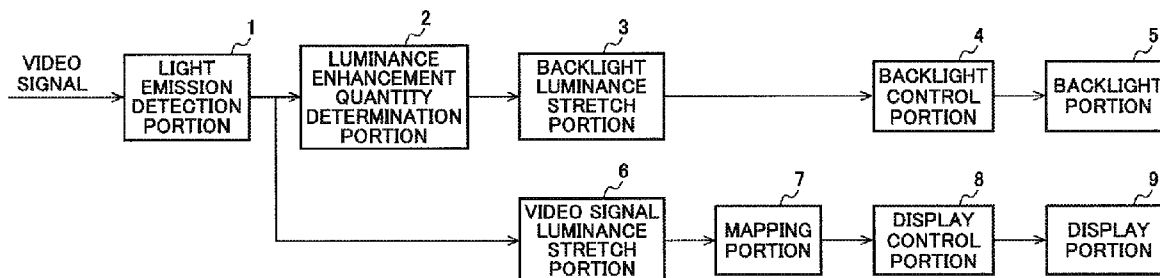 VIDEO
SIGNAL
1
LIGHT
EMISSION
DETECTION
PORTION
2
LUMINANCE
ENHANCEMENT
QUANTITY
DETERMINATION
PORTION
3
BACKLIGHT
LUMINANCE
STRETCH
PORTION
4
BACKLIGHT
CONTROL
PORTION
5
BACKLIGHT
PORTION
6
VIDEO SIGNAL
LUMINANCE
STRETCH
PORTION
7
MAPPING
PORTION
8
DISPLAY
CONTROL
PORTION
9
DISPLAY
PORTION